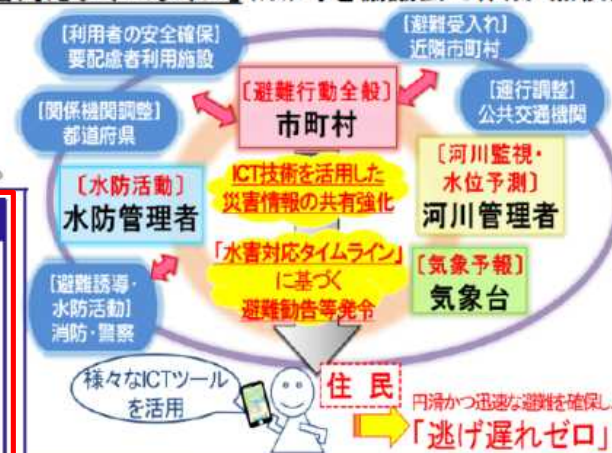 [利用者の安全確保]
要配慮者利用施設
[避難受入れ]
近隣市町村
[関係機関調整]
都道府県
〔避難行動全般〕
市町村
[運行調整]
公共交通機関
〔水防活動〕
水防管理者
ICT技術を活用した
災害情報の共有強化
〔河川監視・
水位予測〕
河川管理者
「水害対応タイムライン」
に基づく
避難勧告等発令
〔気象予報〕
気象台
[避難誘導・
水防活動]
消防・警察
様々なICTツール
を活用
住民
円滑かつ迅速な避難を確保し、
「逃げ遅れゼロ」